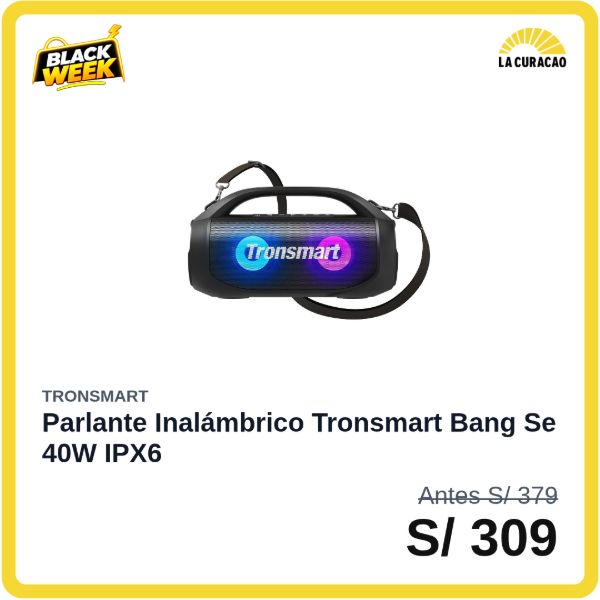 BLACK
WEEK
LA CURACAO
Tronsmart
TRONSMART
Parlante Inalámbrico Tronsmart Bang Se
40W IPX6
Antes S/ 379
S/ 309